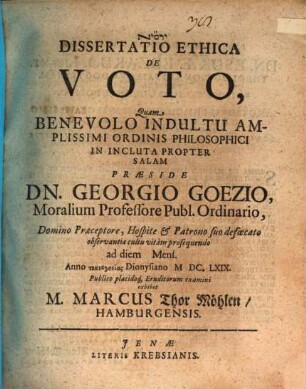 DISSERTATIO ETHICA
DE
VOTO,
Quam
BENEVOLO INDULTU AM-
PLISSIMI ORDINIS PHILOSOPHICI
IN INCLUTA PROPTER
SALAM
PRÆSIDE
DN. GEORGIO GOEZIO,
Moralium Professore Publ. Ordinario,
Domino Præceptore, Hospite & Patrono suo defœcato
observantiæ cultu vitam prosequendo
ad diem Mens.
Anno Dionysiano M DC. LXIX.
Publico placidoq; Eruditorum examini
exhibet
M. MARCUS Thor Möhlen/
HAMBURGENSIS.
JENÆ
LITERIS KREBSIANIS.